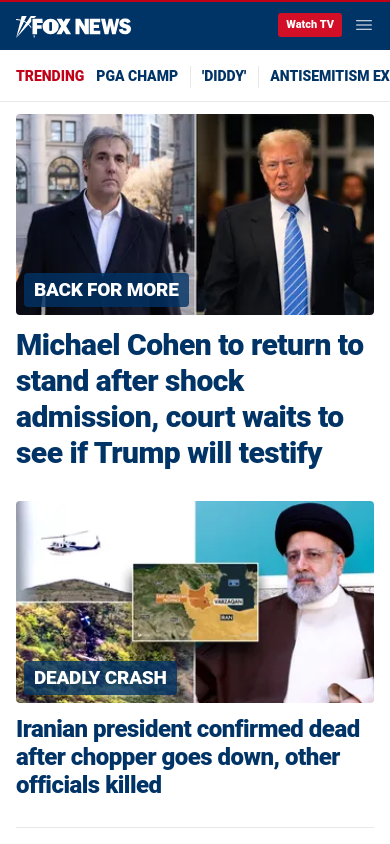 FOX NEWS
Watch TV
TRENDING PGA CHAMP 'DIDDY' ANTISEMITISM EX
BACK FOR MORE
Michael Cohen to return to
stand after shock
admission, court waits to
see if Trump will testify
VARZAQAN
IRAN
DEADLY CRASH
Iranian president confirmed dead
after chopper goes down, other
officials killed